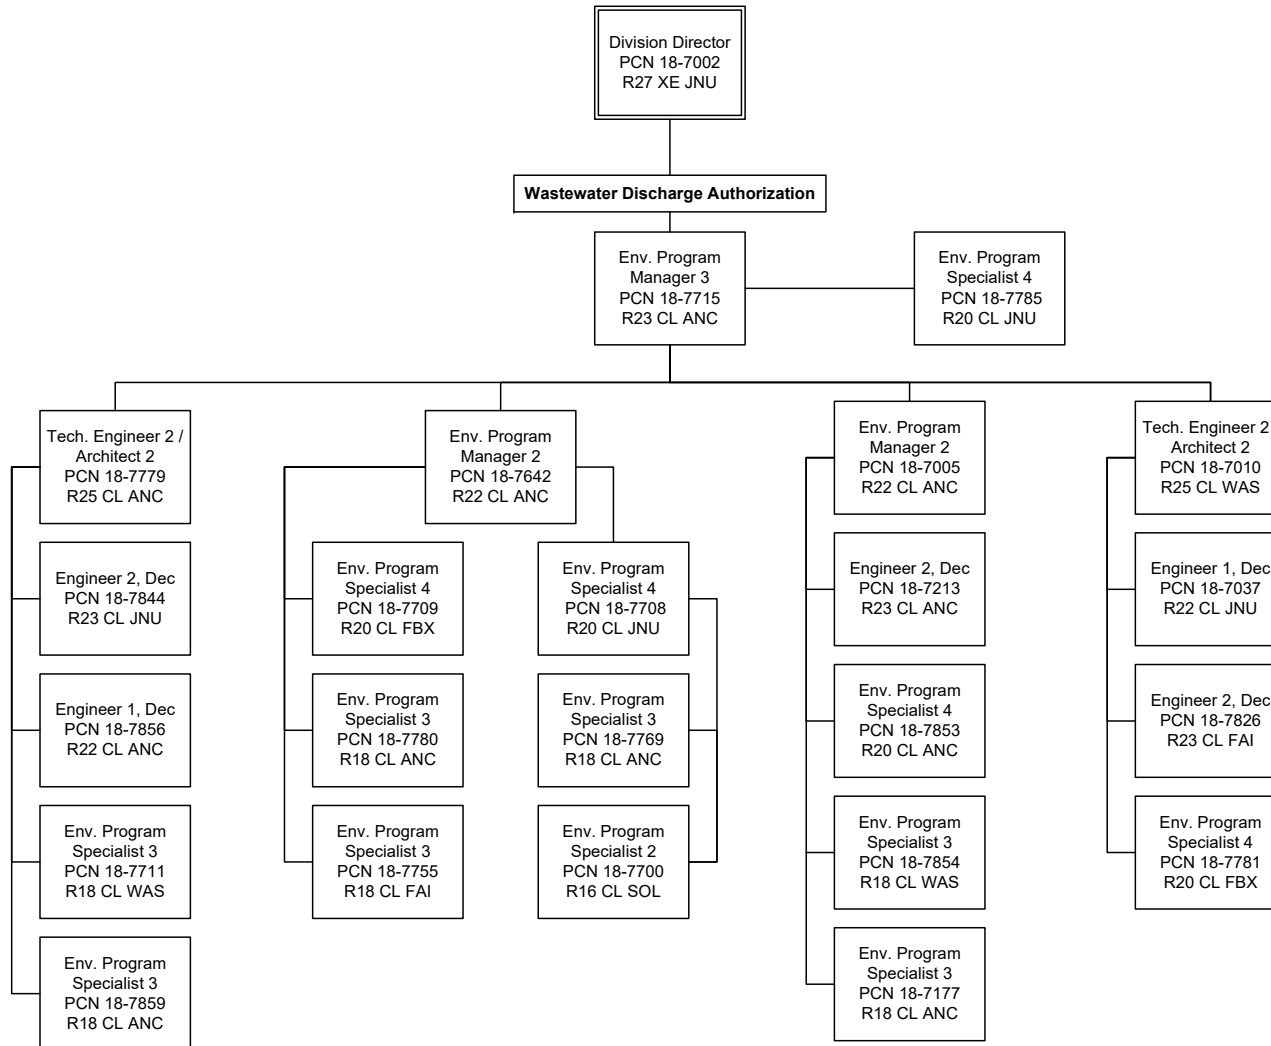 Division Director
PCN 18-7002
R27 XE JNU
Wastewater Discharge Authorization
Env. Program
Manager 3
PCN 18-7715
R23 CL ANC
Env. Program
Specialist 4
PCN 18-7785
R20 CL JNU
Tech. Engineer 2 /
Architect 2
PCN 18-7779
R25 CL ANC
Engineer 2, Dec
PCN 18-7844
R23 CL JNU
Engineer 1, Dec
PCN 18-7856
R22 CL ANC
Env. Program
Specialist 3
PCN 18-7711
R18 CL WAS
Env. Program
Specialist 3
PCN 18-7859
R18 CL ANC
Env. Program
Manager 2
PCN 18-7642
R22 CL ANC
Env. Program
Specialist 4
PCN 18-7709
R20 CL FBX
Env. Program
Specialist 3
PCN 18-7780
R18 CL ANC
Env. Program
Specialist 3
PCN 18-7755
R18 CL FAI
Env. Program
Specialist 4
PCN 18-7708
R20 CL JNU
Env. Program
Specialist 3
PCN 18-7769
R18 CL ANC
Env. Program
Specialist 2
PCN 18-7700
R16 CL SOL
Env. Program
Manager 2
PCN 18-7005
R22 CL ANC
Engineer 2, Dec
PCN 18-7213
R23 CL ANC
Env. Program
Specialist 4
PCN 18-7853
R20 CL ANC
Env. Program
Specialist 3
PCN 18-7854
R18 CL WAS
Env. Program
Specialist 3
PCN 18-7177
R18 CL ANC
Tech. Engineer 2
Architect 2
PCN 18-7010
R25 CL WAS
Engineer 1, Dec
PCN 18-7037
R22 CL JNU
Engineer 2, Dec
PCN 18-7826
R23 CL FAI
Env. Program
Specialist 4
PCN 18-7781
R20 CL FBX